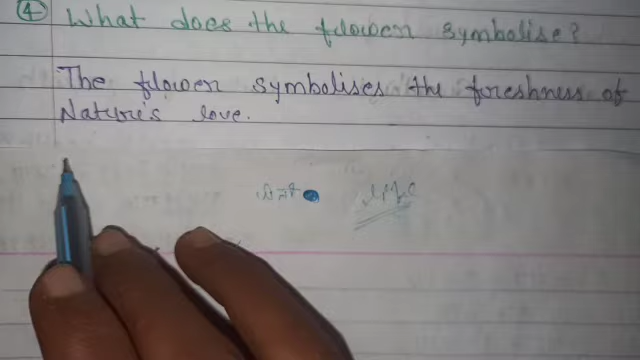 4 What does the flower symbolise?
The flower symbolises the freshness of
Nature's love.